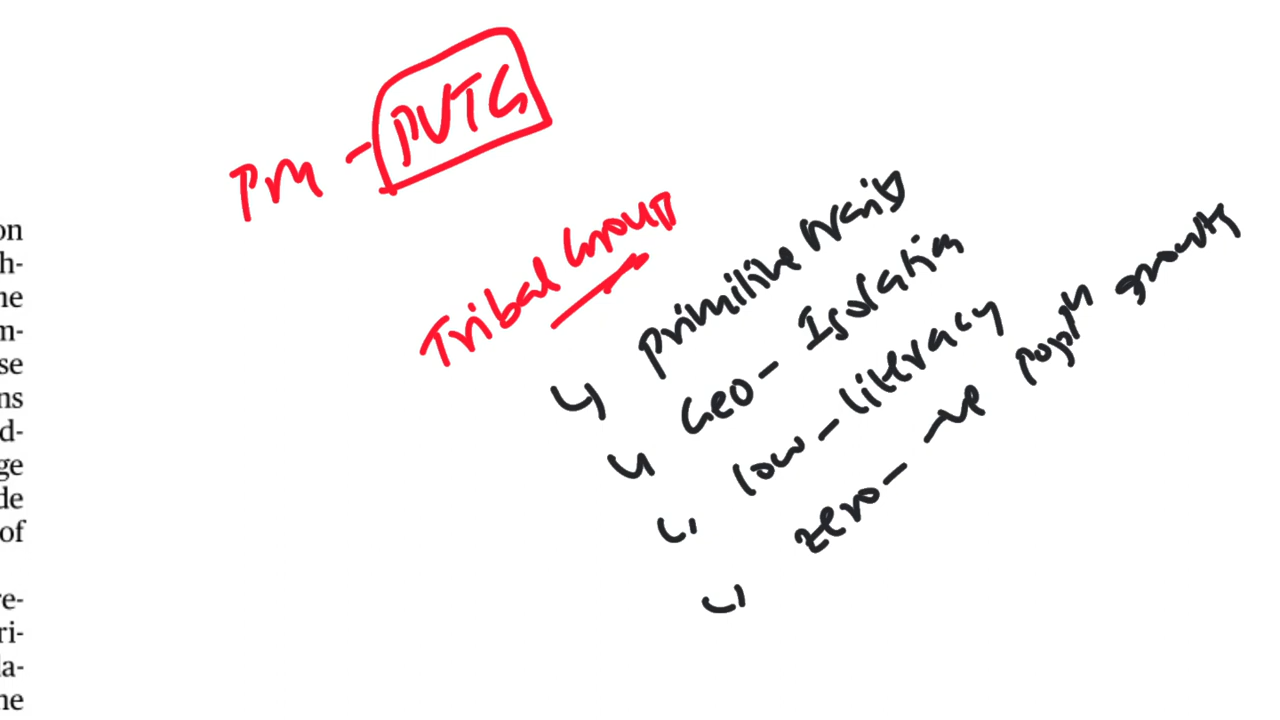 PM - PVTG
Tribal Group
Primitive traits
Geo - Isolation
low - literacy
zero - -ve popln growth
on
h-
ne
m-
se
ns
d-
ge
de
of
re-
ri-
la-
ne